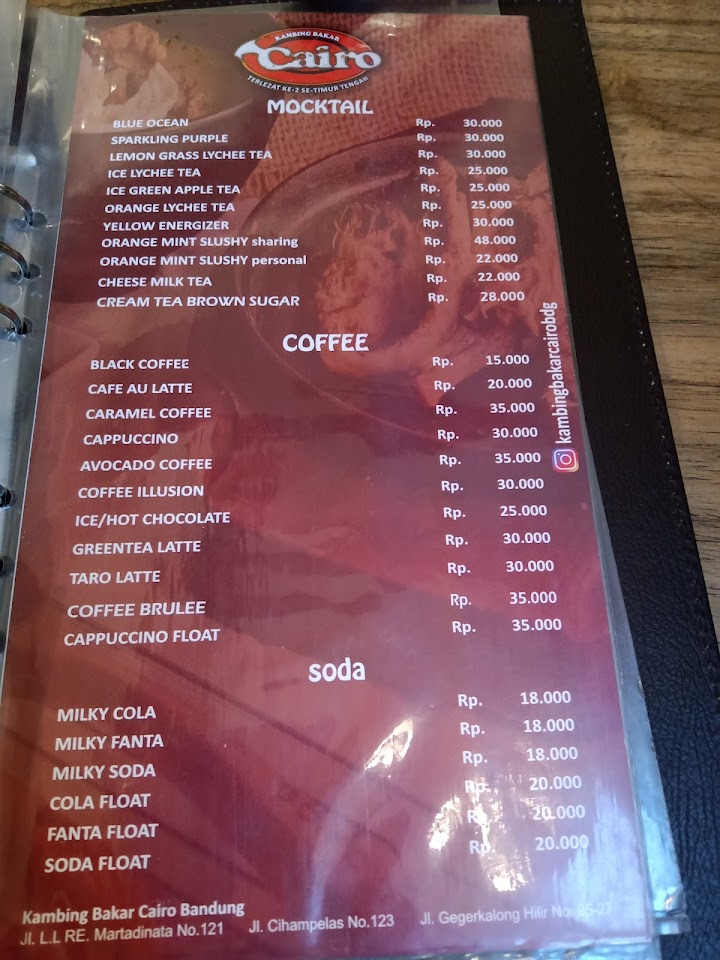 KAMBING BAKAR
Cairo
TERLEZAT KE-2 SE-TIMUR TENGAH
MOCKTAIL
BLUE OCEAN Rp. 30.000
SPARKLING PURPLE Rp. 30.000
LEMON GRASS LYCHEE TEA Rp. 30.000
ICE LYCHEE TEA Rp. 25.000
ICE GREEN APPLE TEA Rp. 25.000
ORANGE LYCHEE TEA Rp. 25.000
YELLOW ENERGIZER Rp. 30.000
ORANGE MINT SLUSHY sharing Rp. 48.000
ORANGE MINT SLUSHY personal Rp. 22.000
CHEESE MILK TEA Rp. 22.000
CREAM TEA BROWN SUGAR Rp. 28.000
COFFEE
BLACK COFFEE Rp. 15.000
CAFE AU LATTE Rp. 20.000
CARAMEL COFFEE Rp. 35.000
CAPPUCCINO Rp. 30.000
AVOCADO COFFEE Rp. 35.000
COFFEE ILLUSION Rp. 30.000
ICE/HOT CHOCOLATE Rp. 25.000
GREENTEA LATTE Rp. 30.000
TARO LATTE Rp. 30.000
COFFEE BRULEE Rp. 35.000
CAPPUCCINO FLOAT Rp. 35.000
kambingbakarcairobdg
soda
MILKY COLA Rp. 18.000
MILKY FANTA Rp. 18.000
MILKY SODA Rp. 18.000
COLA FLOAT Rp. 20.000
FANTA FLOAT Rp. 20.000
SODA FLOAT Rp. 20.000
Kambing Bakar Cairo Bandung
Jl. L.L RE. Martadinata No.121 Jl. Cihampelas No.123 Jl. Gegerkalong Hilir No. 25-27